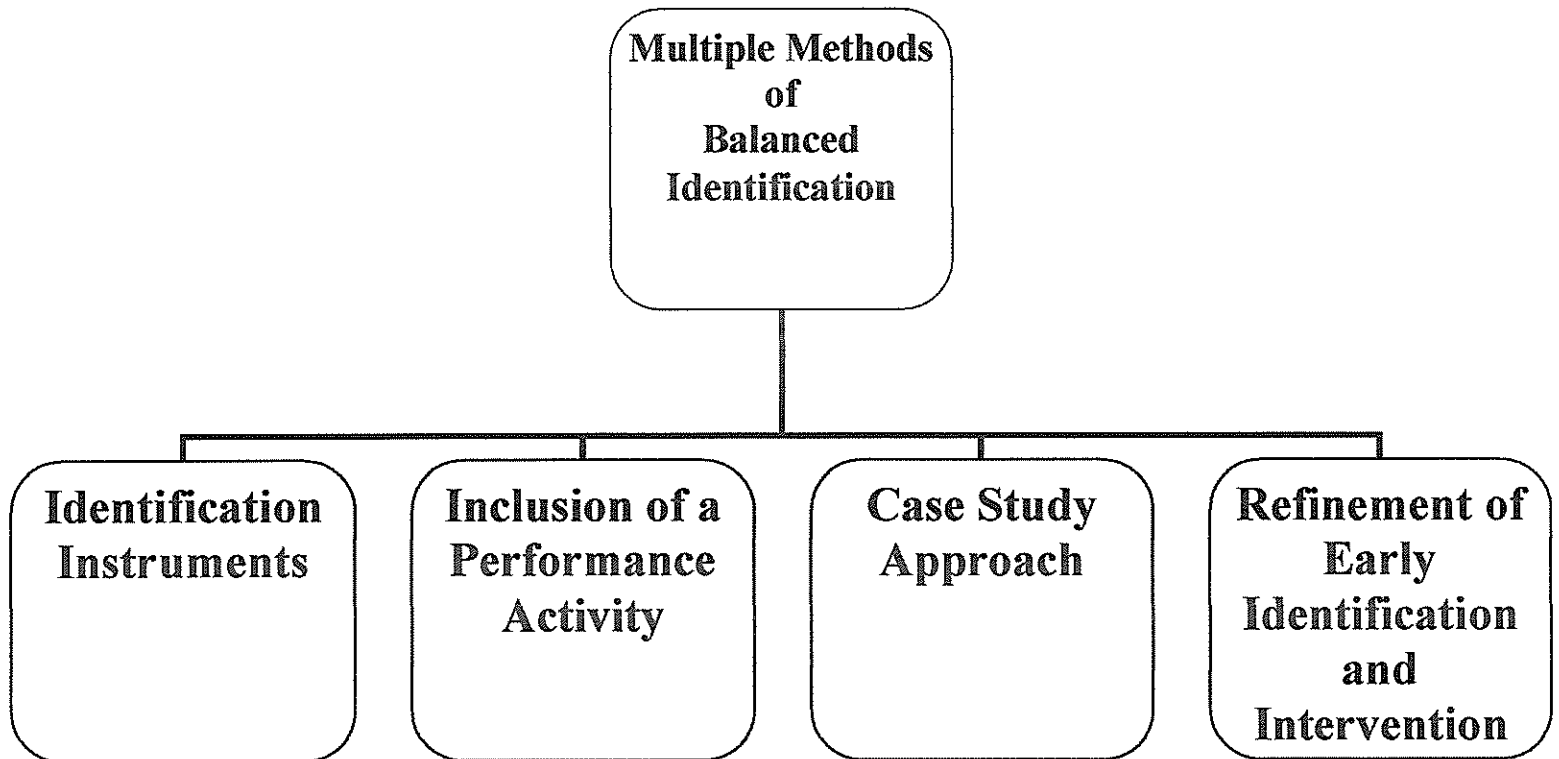 Multiple Methods
of
Balanced
Identification
Identification
Instruments
Inclusion of a
Performance
Activity
Case Study
Approach
Refinement of
Early
Identification
and
Intervention